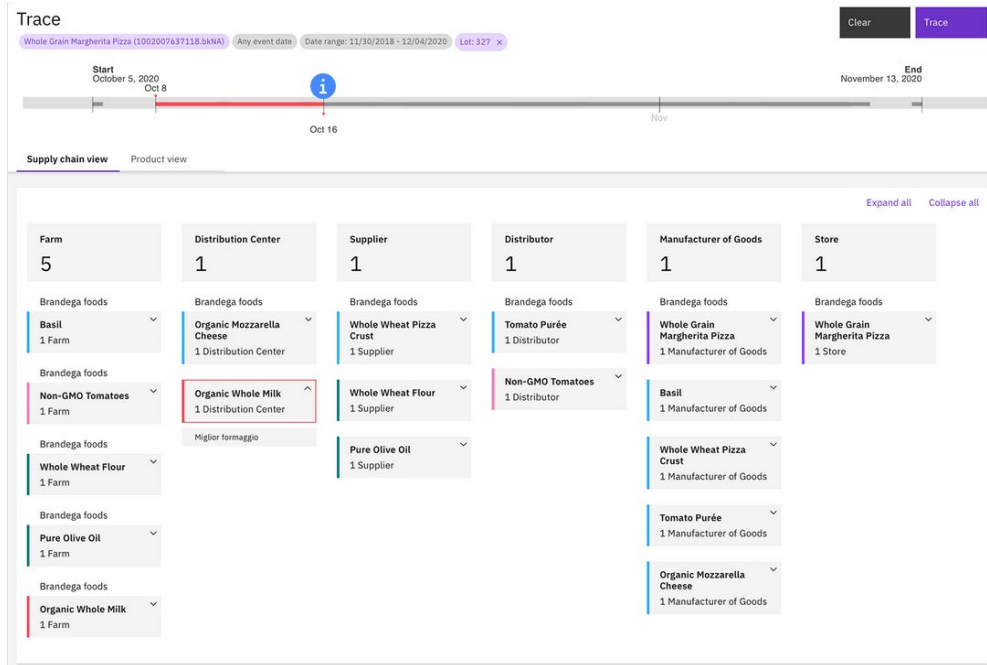 Trace
Clear
Trace
Whole Grain Margherita Pizza (1002007637118.bkNA) Any event date Date range: 11/30/2018 - 12/04/2020 Lot: 327 ×
Start
October 5, 2020
Oct 8
End
November 13, 2020
i
Oct 16
Nov
Supply chain view Product view
Expand all Collapse all
Farm
5
Distribution Center
1
Supplier
1
Distributor
1
Manufacturer of Goods
1
Store
1
Brandega foods
Basil
1 Farm
Brandega foods
Non-GMO Tomatoes
1 Farm
Brandega foods
Whole Wheat Flour
1 Farm
Brandega foods
Pure Olive Oil
1 Farm
Brandega foods
Organic Whole Milk
1 Farm
Brandega foods
Organic Mozzarella
Cheese
1 Distribution Center
Organic Whole Milk
1 Distribution Center
Miglior formaggio
Brandega foods
Whole Wheat Pizza
Crust
1 Supplier
Whole Wheat Flour
1 Supplier
Pure Olive Oil
1 Supplier
Brandega foods
Tomato Purée
1 Distributor
Non-GMO Tomatoes
1 Distributor
Brandega foods
Whole Grain
Margherita Pizza
1 Manufacturer of Goods
Basil
1 Manufacturer of Goods
Whole Wheat Pizza
Crust
1 Manufacturer of Goods
Tomato Purée
1 Manufacturer of Goods
Organic Mozzarella
Cheese
1 Manufacturer of Goods
Brandega foods
Whole Grain
Margherita Pizza
1 Store